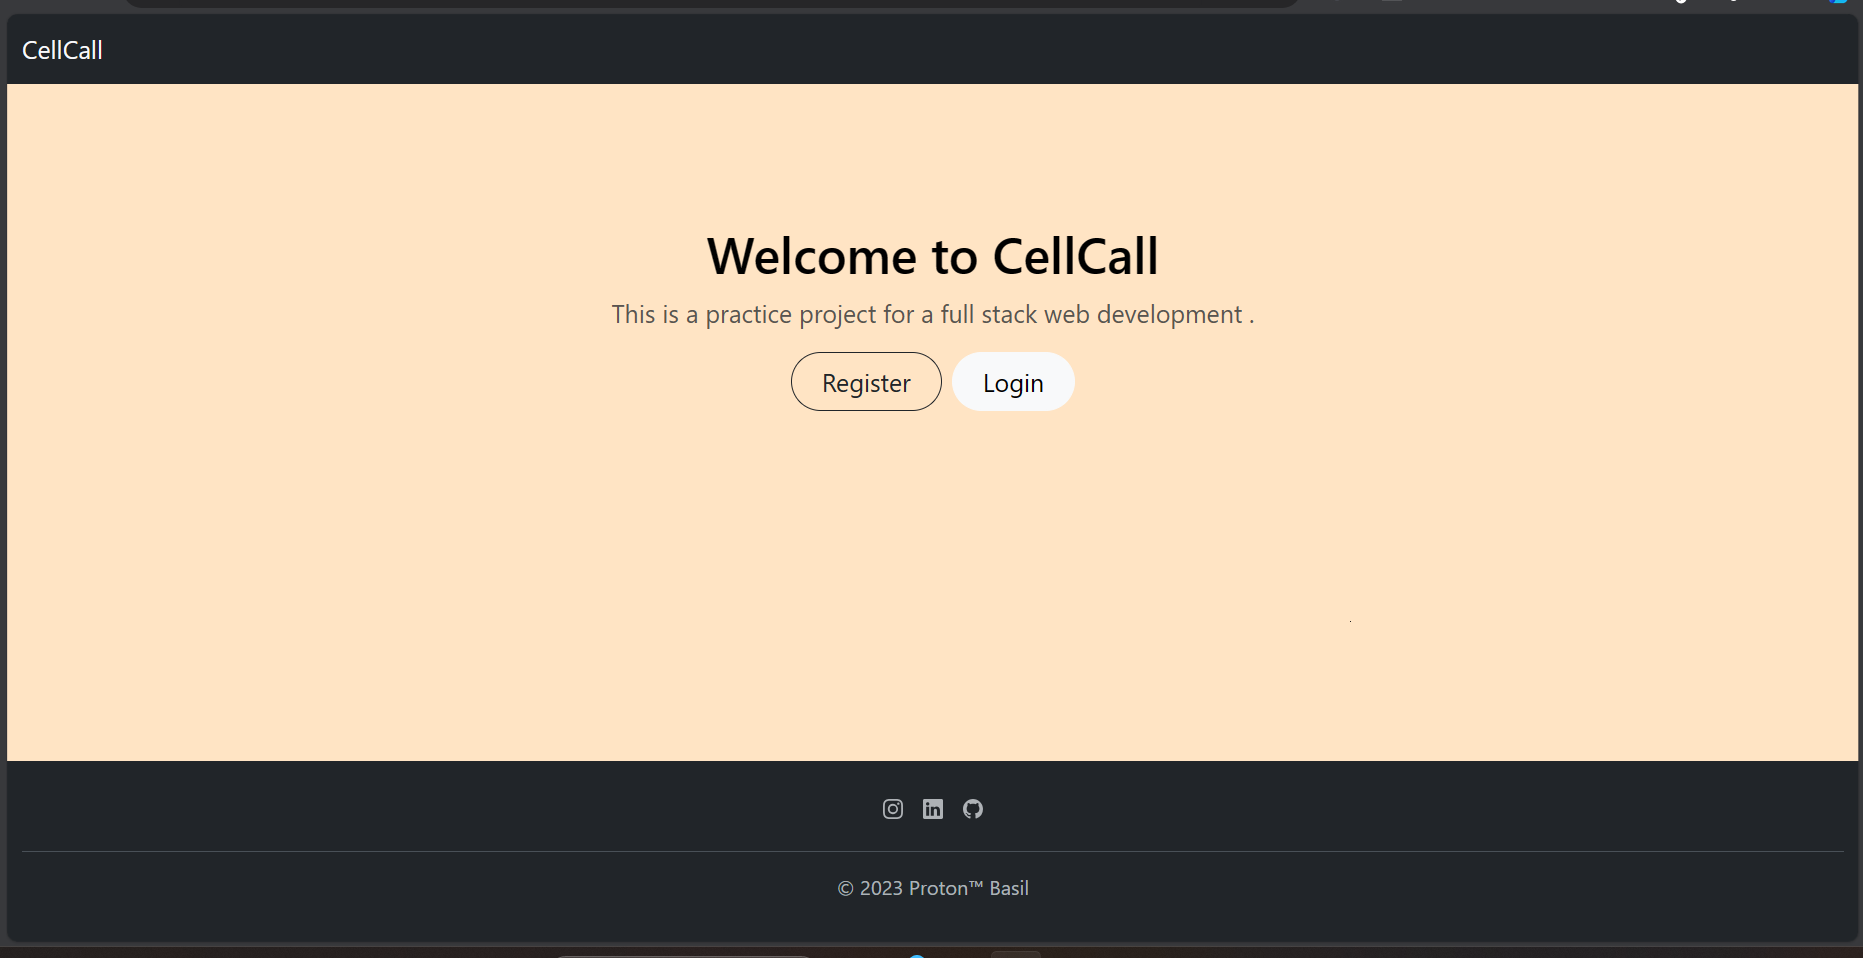 CellCall
Welcome to CellCall
This is a practice project for a full stack web development .
Register
Login
© 2023 Proton™ Basil